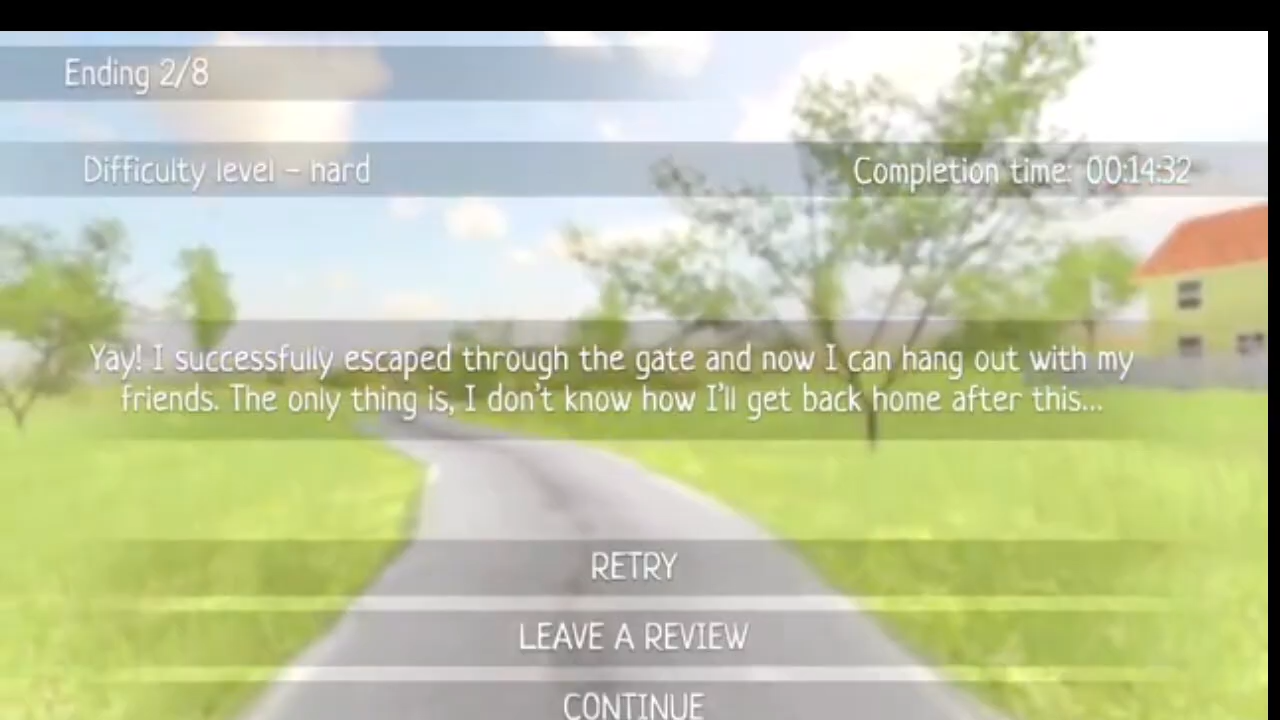 Ending 2/8
Difficulty level - hard
Completion time: 00:14:32
Yay! I successfully escaped through the gate and now I can hang out with my
friends. The only thing is, I don't know how I'll get back home after this...
RETRY
LEAVE A REVIEW
CONTINUE